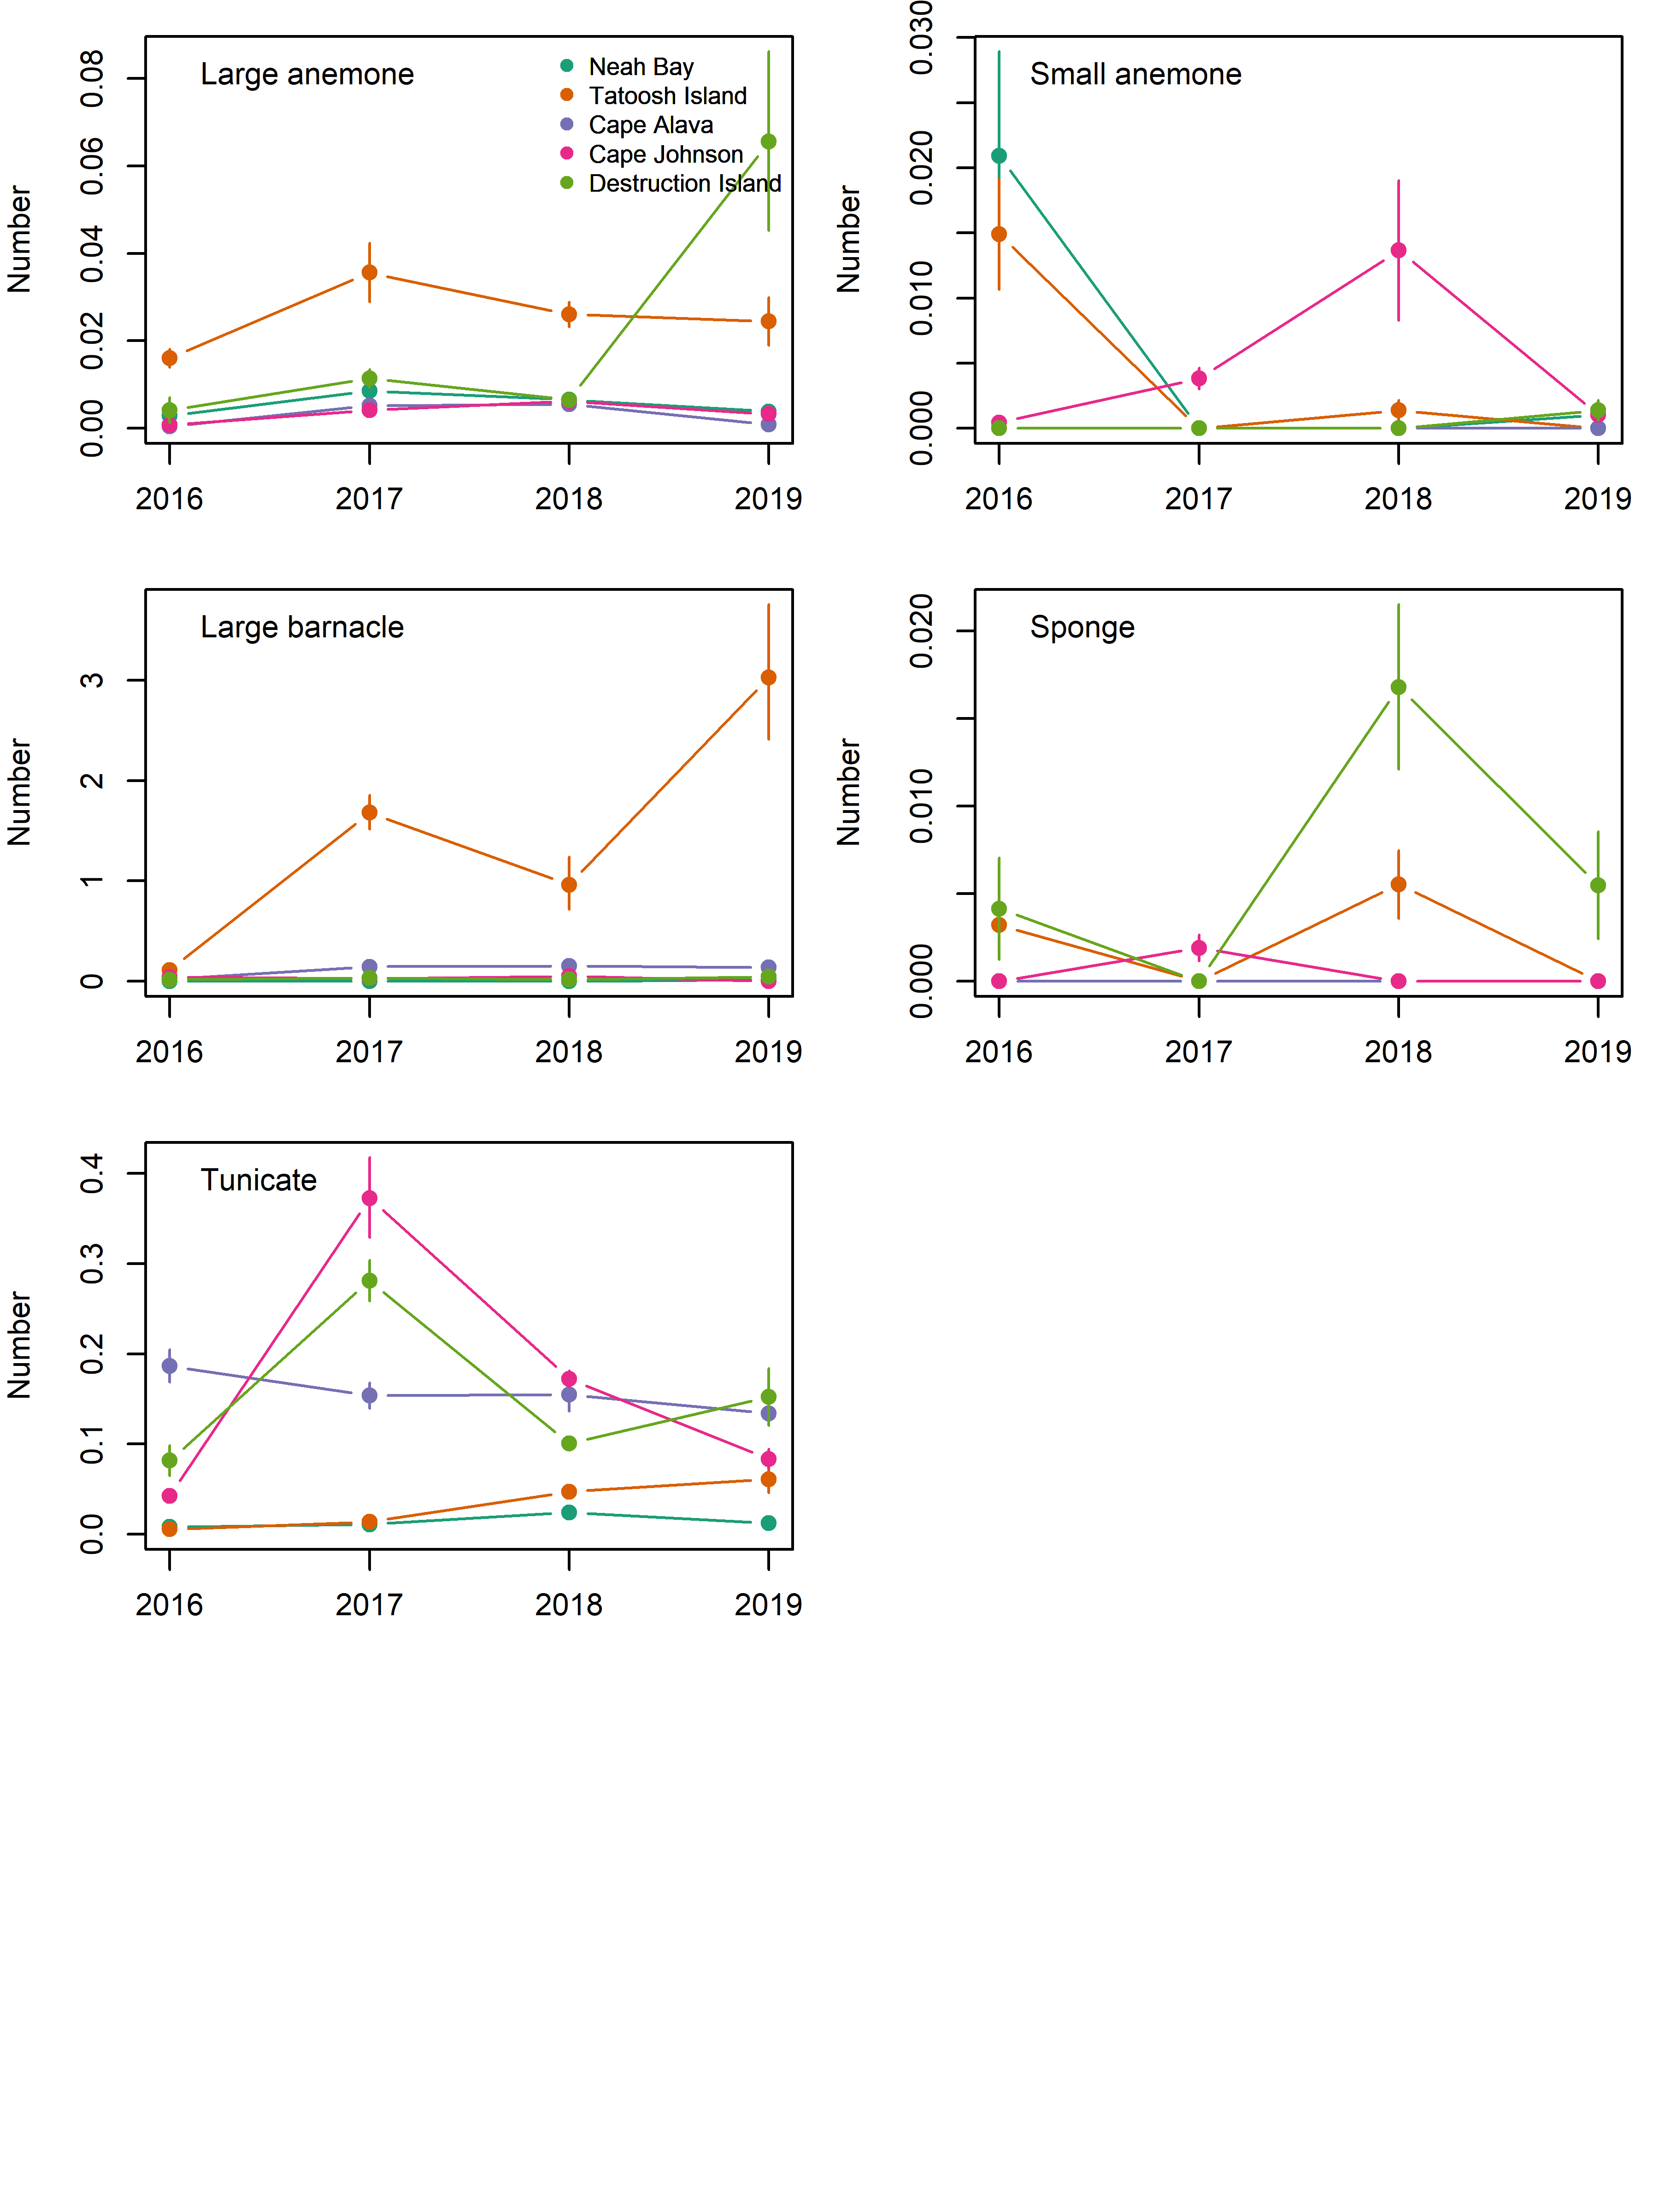 Large anemone
Neah Bay
Tatoosh Island
Cape Alava
Cape Johnson
Destruction Island
Number
0.00 0.02 0.04 0.06 0.08
2016 2017 2018 2019
Small anemone
Number
0.000 0.010 0.020 0.030
2016 2017 2018 2019
Large barnacle
Number
0 1 2 3
2016 2017 2018 2019
Sponge
Number
0.000 0.010 0.020
2016 2017 2018 2019
Tunicate
Number
0.0 0.1 0.2 0.3 0.4
2016 2017 2018 2019